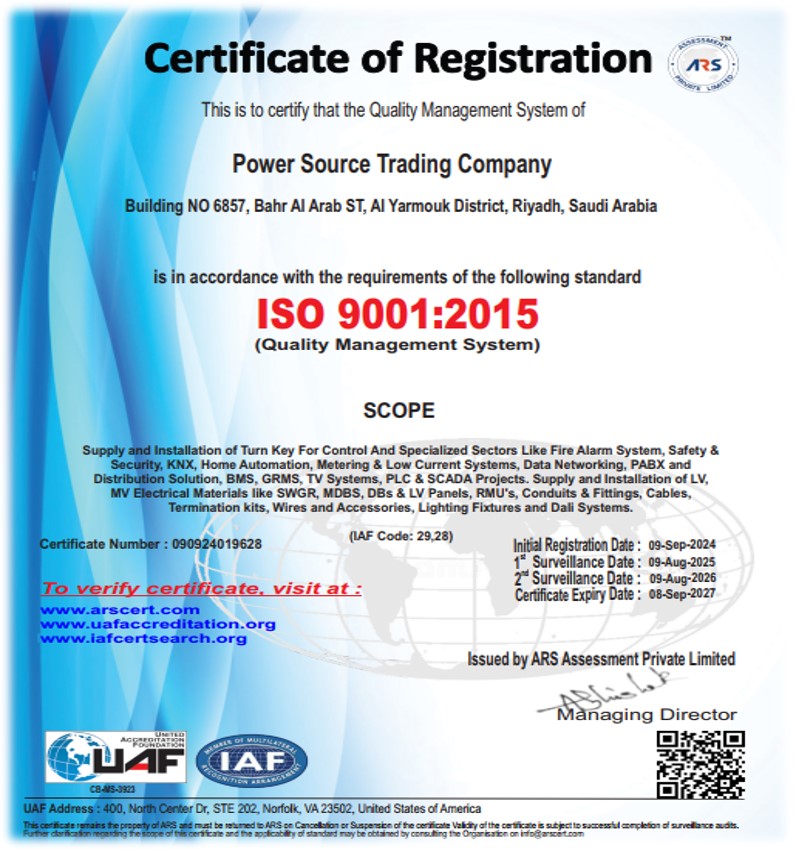 Certificate of Registration
ASSESSMENT
ARS
PRIVATE LIMITED
TM
This is to certify that the Quality Management System of
Power Source Trading Company
Building NO 6857, Bahr Al Arab ST, Al Yarmouk District, Riyadh, Saudi Arabia
is in accordance with the requirements of the following standard
ISO 9001:2015
(Quality Management System)
SCOPE
Supply and Installation of Turn Key For Control And Specialized Sectors Like Fire Alarm System, Safety &
Security, KNX, Home Automation, Metering & Low Current Systems, Data Networking, PABX and
Distribution Solution, BMS, GRMS, TV Systems, PLC & SCADA Projects. Supply and Installation of LV,
MV Electrical Materials like SWGR, MDBS, DBs & LV Panels, RMU's, Conduits & Fittings, Cables,
Termination kits, Wires and Accessories, Lighting Fixtures and Dali Systems.
(IAF Code: 29,28)
Certificate Number : 090924019628
Initial Registration Date : 09-Sep-2024
1st Surveillance Date : 09-Aug-2025
2nd Surveillance Date : 09-Aug-2026
Certificate Expiry Date : 08-Sep-2027
To verify certificate, visit at :
www.arscert.com
www.uafaccreditation.org
www.iafcertsearch.org
Issued by ARS Assessment Private Limited
Abhishek
Managing Director
UNITED
ACCREDITATION
FOUNDATION
UAF
CB-MS-3923
MEMBER OF MULTILATERAL
IAF
RECOGNITION ARRANGEMENT
UAF Address : 400, North Center Dr, STE 202, Norfolk, VA 23502, United States of America
This certificate remains the property of ARS and must be returned to ARS on Cancellation or Suspension of the certificate Validity of the certificate is subject to successful completion of surveillance audits.
Further clarification regarding the scope of this certificate and the applicability of standard may be obtained by consulting the Organisation on info@arscert.com